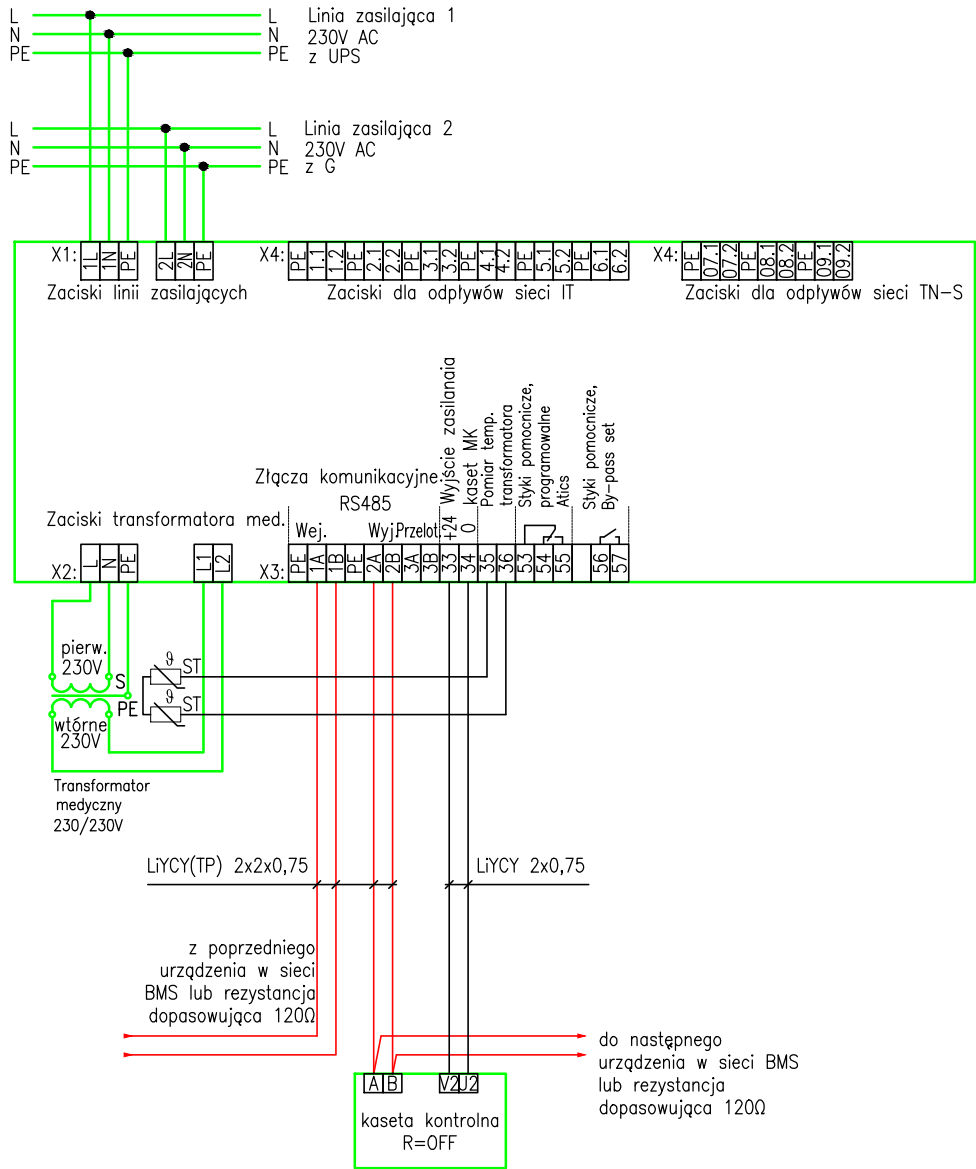 L
L
Linia zasilająca 1
N
N
230V AC
PE
PE
z UPS
L
L
Linia zasilająca 2
N
N
230V AC
PE
PE
z G
X1:
1L
1N
PE
2L
2N
PE
Zaciski linii zasilających
X4:
PE
1.1
1.2
PE
2.1
2.2
PE
3.1
3.2
PE
4.1
4.2
PE
5.1
5.2
PE
6.1
6.2
Zaciski dla odpływów sieci IT
X4:
PE
07.1
07.2
PE
08.1
08.2
PE
09.1
09.2
Zaciski dla odpływów sieci TN-S
Złącza komunikacyjne
RS485
Wej.
Wyj.
Przelot.
+24 Wyjście zasilanaia
0 kaset MK
Pomiar temp.
transformatora
Styki pomocnicze,
programowalne
Atics
Styki pomocnicze,
By-pass set
Zaciski transformatora med.
X2:
L
N
PE
L1
L2
X3:
PE
1A
1B
PE
2A
2B
3A
3B
33
34
35
36
53
54
55
56
57
pierw.
230V
S
PE
wtórne
230V
ϑ
ST
ϑ
ST
Transformator
medyczny
230/230V
LiYCY(TP) 2x2x0,75
LiYCY 2x0,75
z poprzedniego
urządzenia w sieci
BMS lub rezystancja
dopasowująca 120Ω
do następnego
urządzenia w sieci BMS
lub rezystancja
dopasowująca 120Ω
A
B
V2
U2
kaseta kontrolna
R=OFF